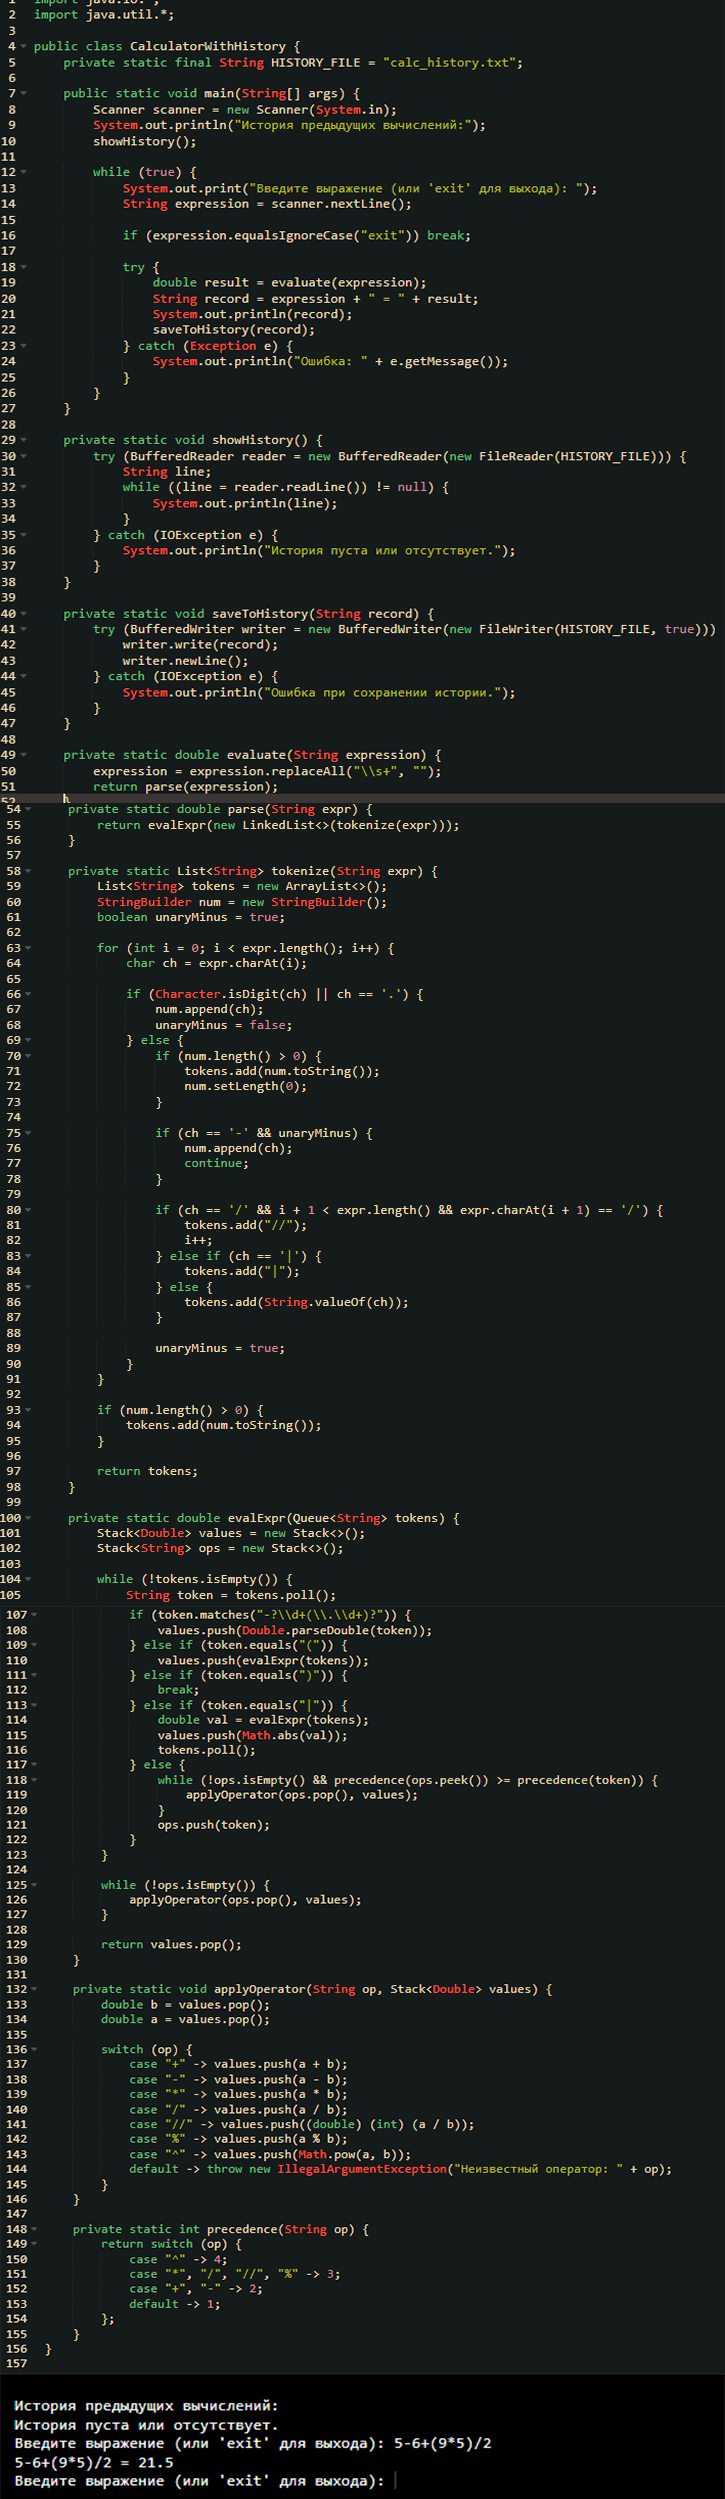 import java.io.*;
2 import java.util.*;
3
4 public class CalculatorWithHistory {
5 private static final String HISTORY_FILE = "calc_history.txt";
6
7 public static void main(String[] args) {
8 Scanner scanner = new Scanner(System.in);
9 System.out.println("История предыдущих вычислений:");
10 showHistory();
11
12 while (true) {
13 System.out.print("Введите выражение (или 'exit' для выхода): ");
14 String expression = scanner.nextLine();
15
16 if (expression.equalsIgnoreCase("exit")) break;
17
18 try {
19 double result = evaluate(expression);
20 String record = expression + " = " + result;
21 System.out.println(record);
22 saveToHistory(record);
23 } catch (Exception e) {
24 System.out.println("Ошибка: " + e.getMessage());
25 }
26 }
27 }
28
29 private static void showHistory() {
30 try (BufferedReader reader = new BufferedReader(new FileReader(HISTORY_FILE))) {
31 String line;
32 while ((line = reader.readLine()) != null) {
33 System.out.println(line);
34 }
35 } catch (IOException e) {
36 System.out.println("История пуста или отсутствует.");
37 }
38 }
39
40 private static void saveToHistory(String record) {
41 try (BufferedWriter writer = new BufferedWriter(new FileWriter(HISTORY_FILE, true)))
42 writer.write(record);
43 writer.newLine();
44 } catch (IOException e) {
45 System.out.println("Ошибка при сохранении истории.");
46 }
47 }
48
49 private static double evaluate(String expression) {
50 expression = expression.replaceAll("\\s+", "");
51 return parse(expression);
52
54 private static double parse(String expr) {
55 return evalExpr(new LinkedList<>(tokenize(expr)));
56 }
57
58 private static List<String> tokenize(String expr) {
59 List<String> tokens = new ArrayList<>();
60 StringBuilder num = new StringBuilder();
61 boolean unaryMinus = true;
62
63 for (int i = 0; i < expr.length(); i++) {
64 char ch = expr.charAt(i);
65
66 if (Character.isDigit(ch) || ch == '.') {
67 num.append(ch);
68 unaryMinus = false;
69 } else {
70 if (num.length() > 0) {
71 tokens.add(num.toString());
72 num.setLength(0);
73 }
74
75 if (ch == '-' && unaryMinus) {
76 num.append(ch);
77 continue;
78 }
79
80 if (ch == '/' && i + 1 < expr.length() && expr.charAt(i + 1) == '/') {
81 tokens.add("//");
82 i++;
83 } else if (ch == '|') {
84 tokens.add("|");
85 } else {
86 tokens.add(String.valueOf(ch));
87 }
88
89 unaryMinus = true;
90 }
91 }
92
93 if (num.length() > 0) {
94 tokens.add(num.toString());
95 }
96
97 return tokens;
98 }
99
100 private static double evalExpr(Queue<String> tokens) {
101 Stack<Double> values = new Stack<>();
102 Stack<String> ops = new Stack<>();
103
104 while (!tokens.isEmpty()) {
105 String token = tokens.poll();
107 if (token.matches("-?\\d+(\\.\\d+)?")) {
108 values.push(Double.parseDouble(token));
109 } else if (token.equals("(")) {
110 values.push(evalExpr(tokens));
111 } else if (token.equals(")")) {
112 break;
113 } else if (token.equals("|")) {
114 double val = evalExpr(tokens);
115 values.push(Math.abs(val));
116 tokens.poll();
117 } else {
118 while (!ops.isEmpty() && precedence(ops.peek()) >= precedence(token)) {
119 applyOperator(ops.pop(), values);
120 }
121 ops.push(token);
122 }
123 }
124
125 while (!ops.isEmpty()) {
126 applyOperator(ops.pop(), values);
127 }
128
129 return values.pop();
130 }
131
132 private static void applyOperator(String op, Stack<Double> values) {
133 double b = values.pop();
134 double a = values.pop();
135
136 switch (op) {
137 case "+" -> values.push(a + b);
138 case "-" -> values.push(a - b);
139 case "*" -> values.push(a * b);
140 case "/" -> values.push(a / b);
141 case "//" -> values.push((double) (int) (a / b));
142 case "%" -> values.push(a % b);
143 case "^" -> values.push(Math.pow(a, b));
144 default -> throw new IllegalArgumentException("Неизвестный оператор: " + op);
145 }
146 }
147
148 private static int precedence(String op) {
149 return switch (op) {
150 case "^" -> 4;
151 case "*", "/", "//", "%" -> 3;
152 case "+", "-" -> 2;
153 default -> 1;
154 };
155 }
156 }
157
История предыдущих вычислений:
История пуста или отсутствует.
Введите выражение (или 'exit' для выхода): 5-6+(9*5)/2
5-6+(9*5)/2 = 21.5
Введите выражение (или 'exit' для выхода):